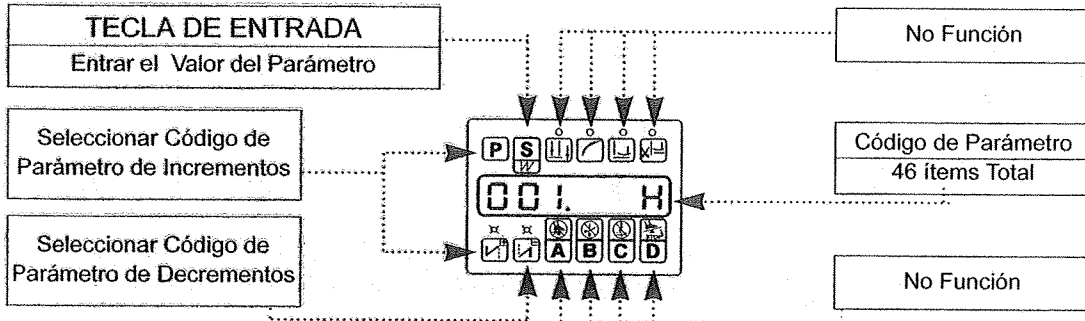 TECLA DE ENTRADA
Entrar el Valor del Parámetro
No Función
Seleccionar Código de
Parámetro de Incrementos
P S
W
001. H
A B C D
Código de Parámetro
46 ítems Total
Seleccionar Código de
Parámetro de Decrementos
No Función